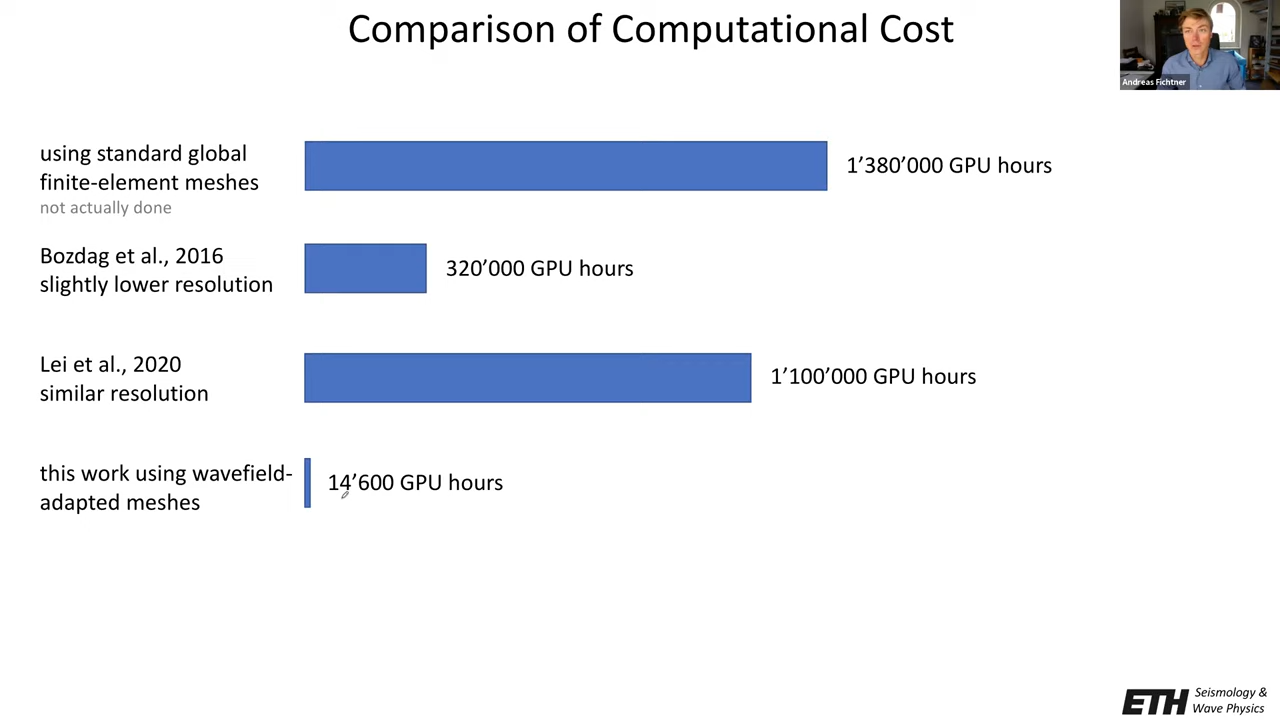 Comparison of Computational Cost
Andreas Fichtner
using standard global
finite-element meshes
not actually done
1’380’000 GPU hours
Bozdag et al., 2016
slightly lower resolution
320’000 GPU hours
Lei et al., 2020
similar resolution
1’100’000 GPU hours
this work using wavefield-
adapted meshes
14’600 GPU hours
ETH
Seismology &
Wave Physics